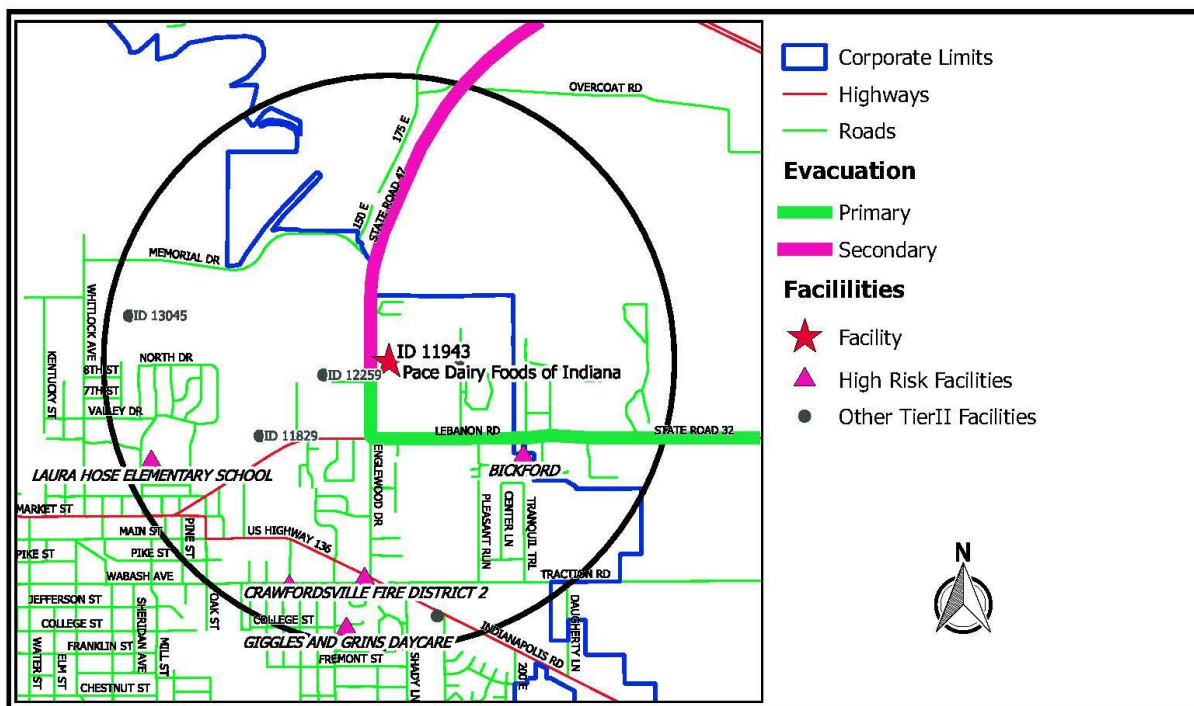 OVERCOAT RD
175 E
STATE ROAD 47
150 E
MEMORIAL DR
WHITLOCK AVE
ID 13045
KENTUCKY ST
NORTH DR
8TH ST
7TH ST
VALLEY DR
ID 11943
Pace Dairy Foods of Indiana
ID 12259
ID 11829
LEBANON RD
STATE ROAD 32
LAURA HOSE ELEMENTARY SCHOOL
BICKFORD
ENGLEWOOD DR
PLEASANT RUN
CENTER LN
TRANQUIL TRL
MARKET ST
MAIN ST
PINE ST
US HIGHWAY 136
PIKE ST
PIKE ST
WABASH AVE
TRACTION RD
CRAWFORDSVILLE FIRE DISTRICT 2
JEFFERSON ST
SHERIDAN AVE
OAK ST
COLLEGE ST
COLLEGE ST
GIGGLES AND GRINS DAYCARE
INDIANAPOLIS RD
DAUGHERTY LN
WATER ST
ELM ST
FRANKLIN ST
MILL ST
FREMONT ST
SHADY LN
200 E
CHESTNUT ST
Corporate Limits
Highways
Roads
Evacuation
Primary
Secondary
Facililities
Facility
High Risk Facilities
Other TierII Facilities
N